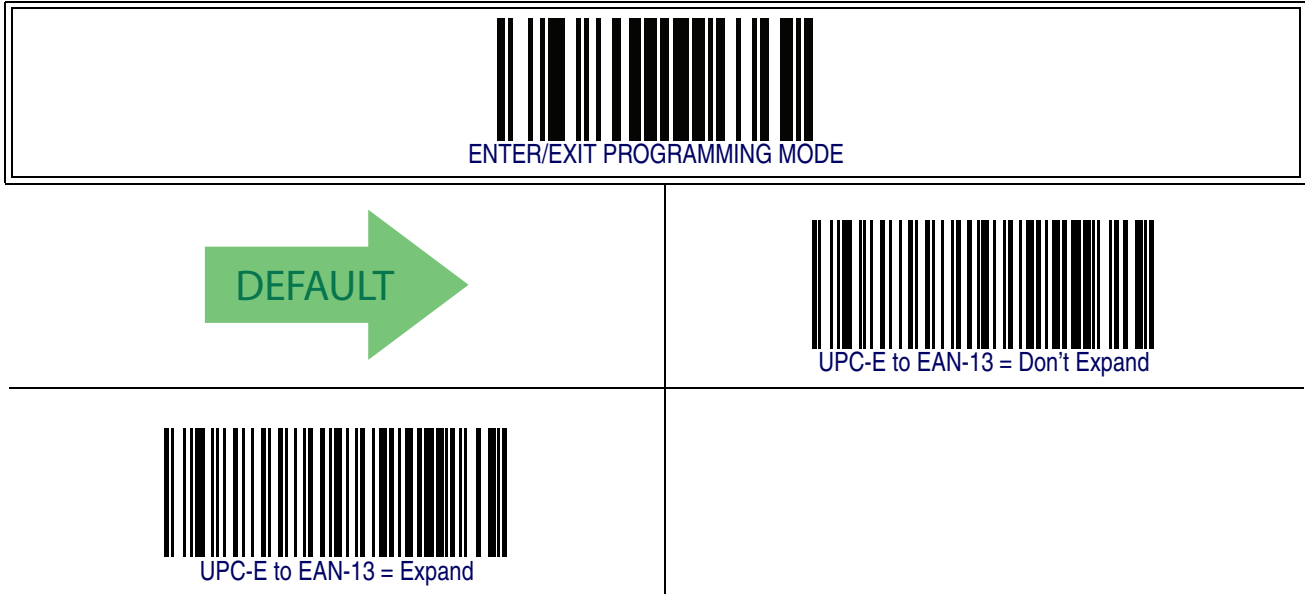 ENTER/EXIT PROGRAMMING MODE
DEFAULT
UPC-E to EAN-13 = Don't Expand
UPC-E to EAN-13 = Expand